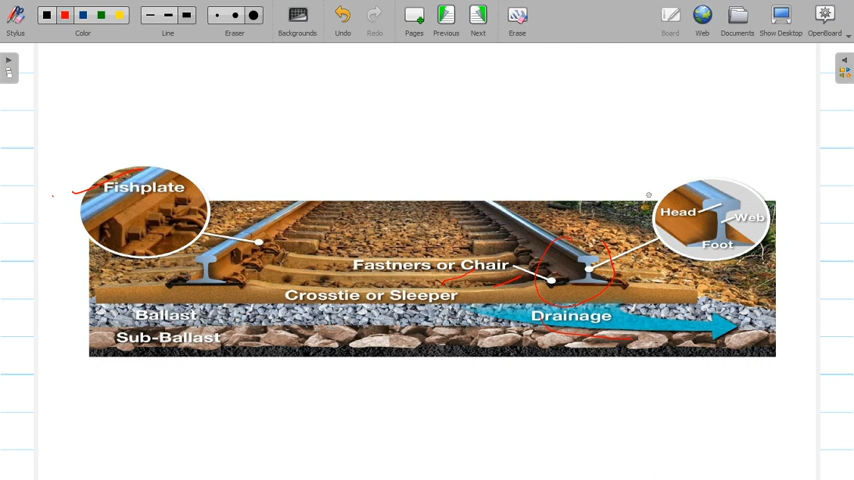 Stylus
Color
Line
Eraser
Backgrounds
Undo
Redo
Pages
Previous
Next
Erase
Board
Web
Documents
Show Desktop
OpenBoard
Fishplate
Head
Web
Foot
Fastners or Chair
Crosstie or Sleeper
Ballast
Drainage
Sub-Ballast